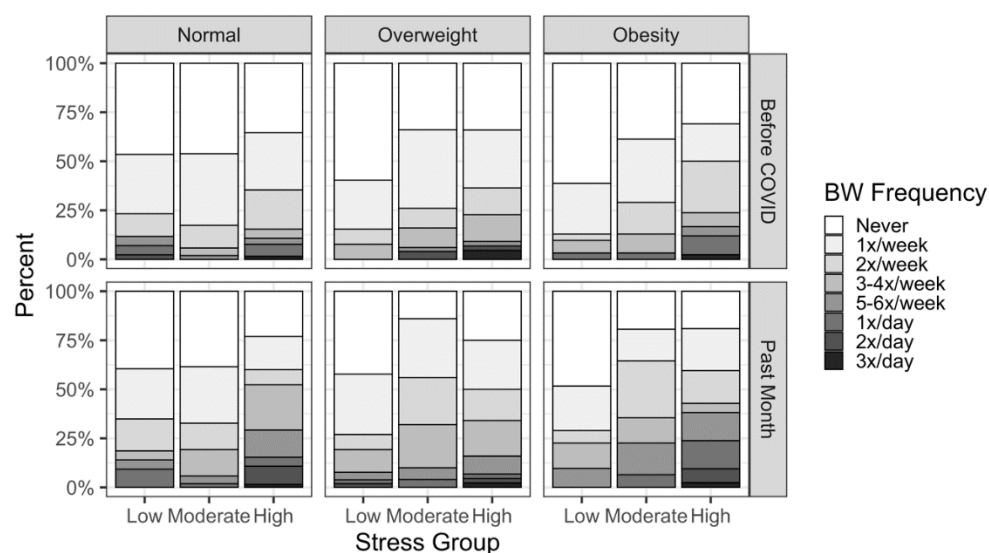 Normal
Overweight
Obesity
100%
75%
50%
25%
0%
Before COVID
100%
75%
50%
25%
0%
Past Month
Percent
Low Moderate High
Low Moderate High
Low Moderate High
Stress Group
BW Frequency
Never
1x/week
2x/week
3-4x/week
5-6x/week
1x/day
2x/day
3x/day